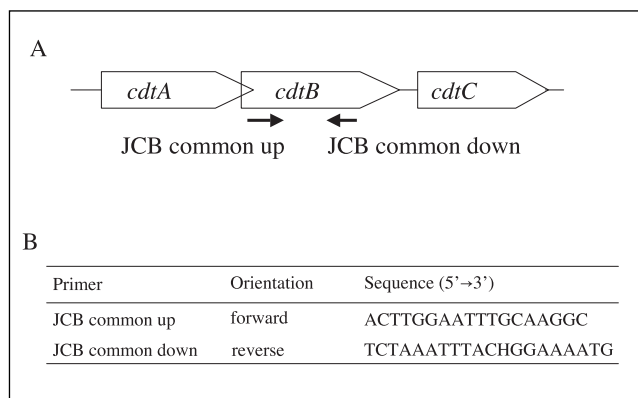 A
cdtA cdtB cdtC
JCB common up JCB common down
B
Primer Orientation Sequence (5'→3')
JCB common up forward ACTTGGAATTTGCAAGGC
JCB common down reverse TCTAAATTTACHGGAAAATG